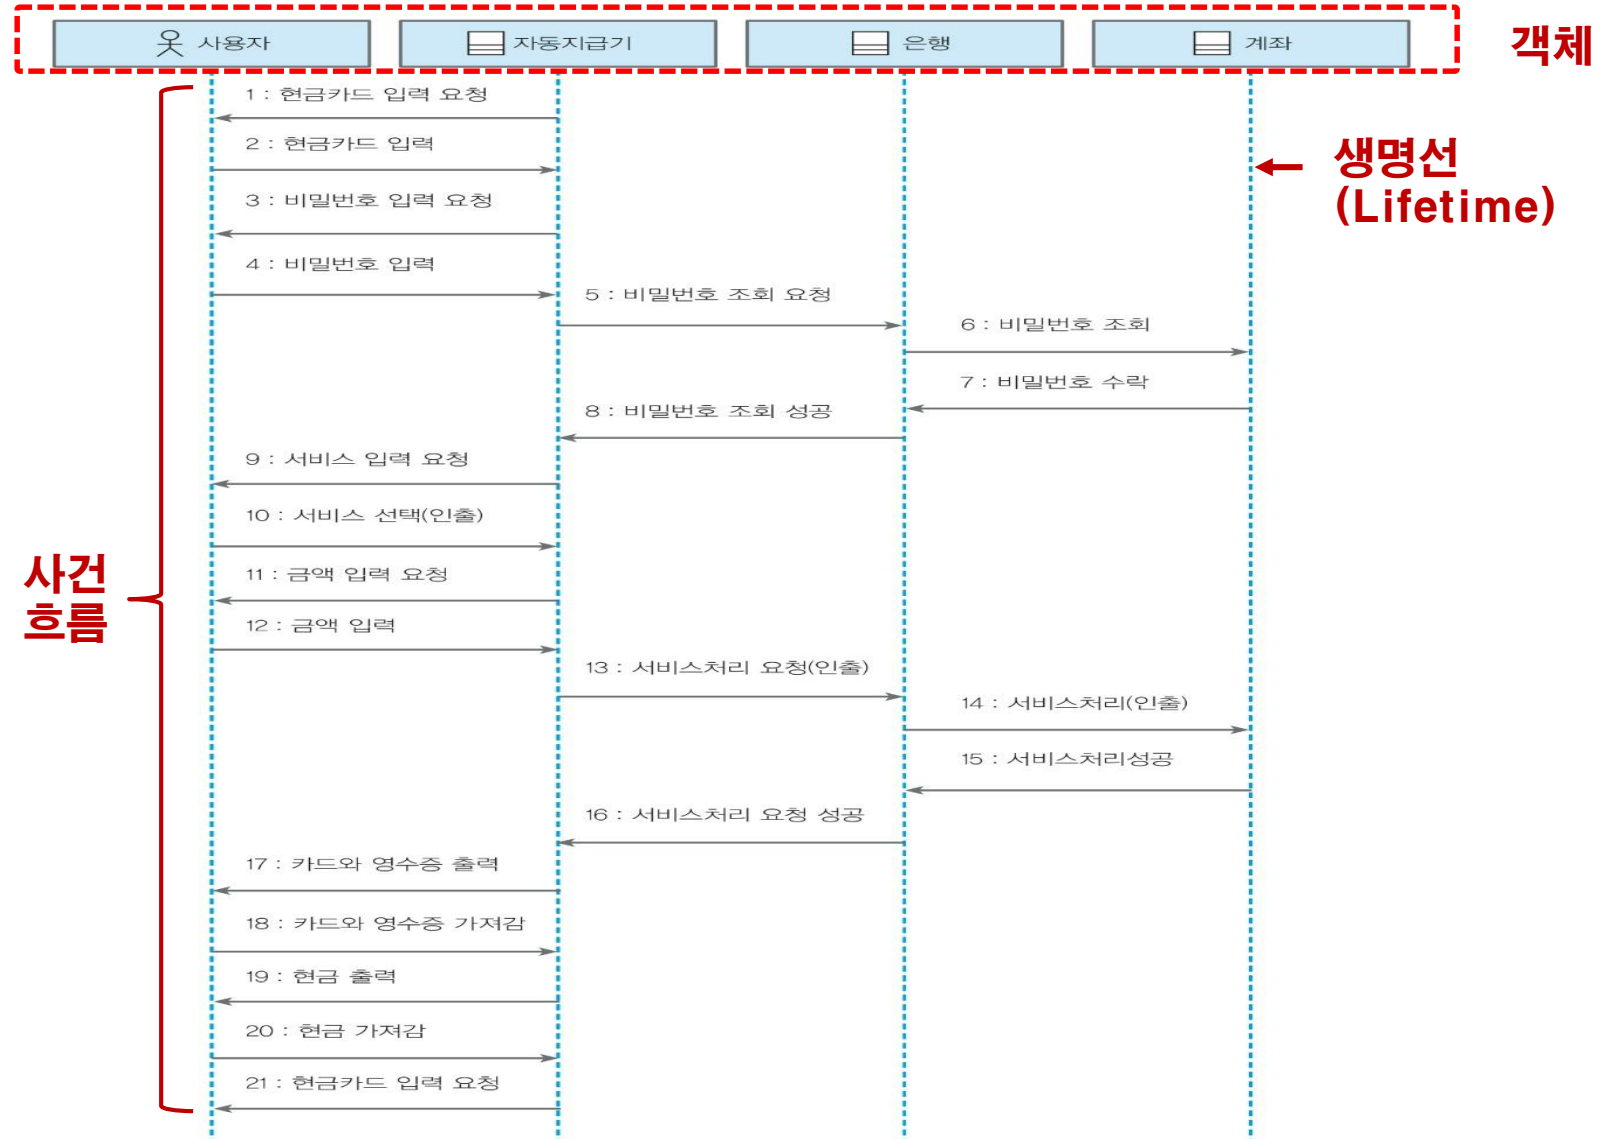 사용자
자동지급기
은행
계좌
객체
1 : 현금카드 입력 요청
2 : 현금카드 입력
생명선
(Lifetime)
3 : 비밀번호 입력 요청
4 : 비밀번호 입력
5 : 비밀번호 조회 요청
6 : 비밀번호 조회
7 : 비밀번호 수락
8 : 비밀번호 조회 성공
9 : 서비스 입력 요청
10 : 서비스 선택(인출)
사건
흐름
11 : 금액 입력 요청
12 : 금액 입력
13 : 서비스처리 요청(인출)
14 : 서비스처리(인출)
15 : 서비스처리성공
16 : 서비스처리 요청 성공
17 : 카드와 영수증 출력
18 : 카드와 영수증 가져감
19 : 현금 출력
20 : 현금 가져감
21 : 현금카드 입력 요청